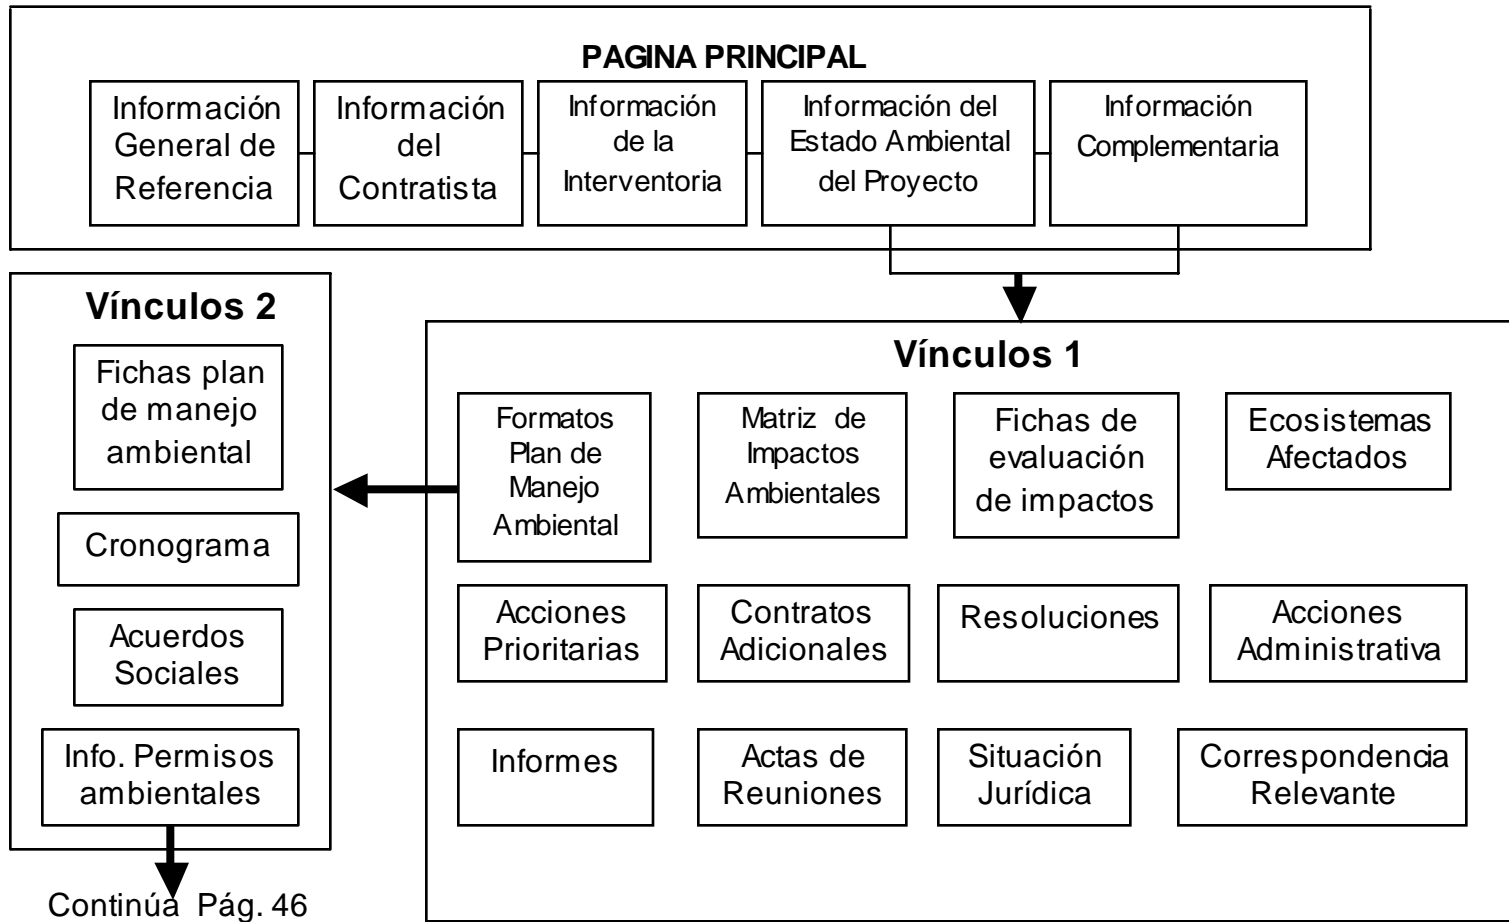 PAGINA PRINCIPAL
Información
General de
Referencia
Información
del
Contratista
Información
de la
Interventoria
Información del
Estado Ambiental
del Proyecto
Información
Complementaria
Vínculos 2
Fichas plan
de manejo
ambiental
Cronograma
Acuerdos
Sociales
Info. Permisos
ambientales
Continúa Pág. 46
Vínculos 1
Formatos
Plan de
Manejo
Ambiental
Matriz de
Impactos
Ambientales
Fichas de
evaluación
de impactos
Ecosistemas
Afectados
Acciones
Prioritarias
Contratos
Adicionales
Resoluciones
Acciones
Administrativa
Informes
Actas de
Reuniones
Situación
Jurídica
Correspondencia
Relevante